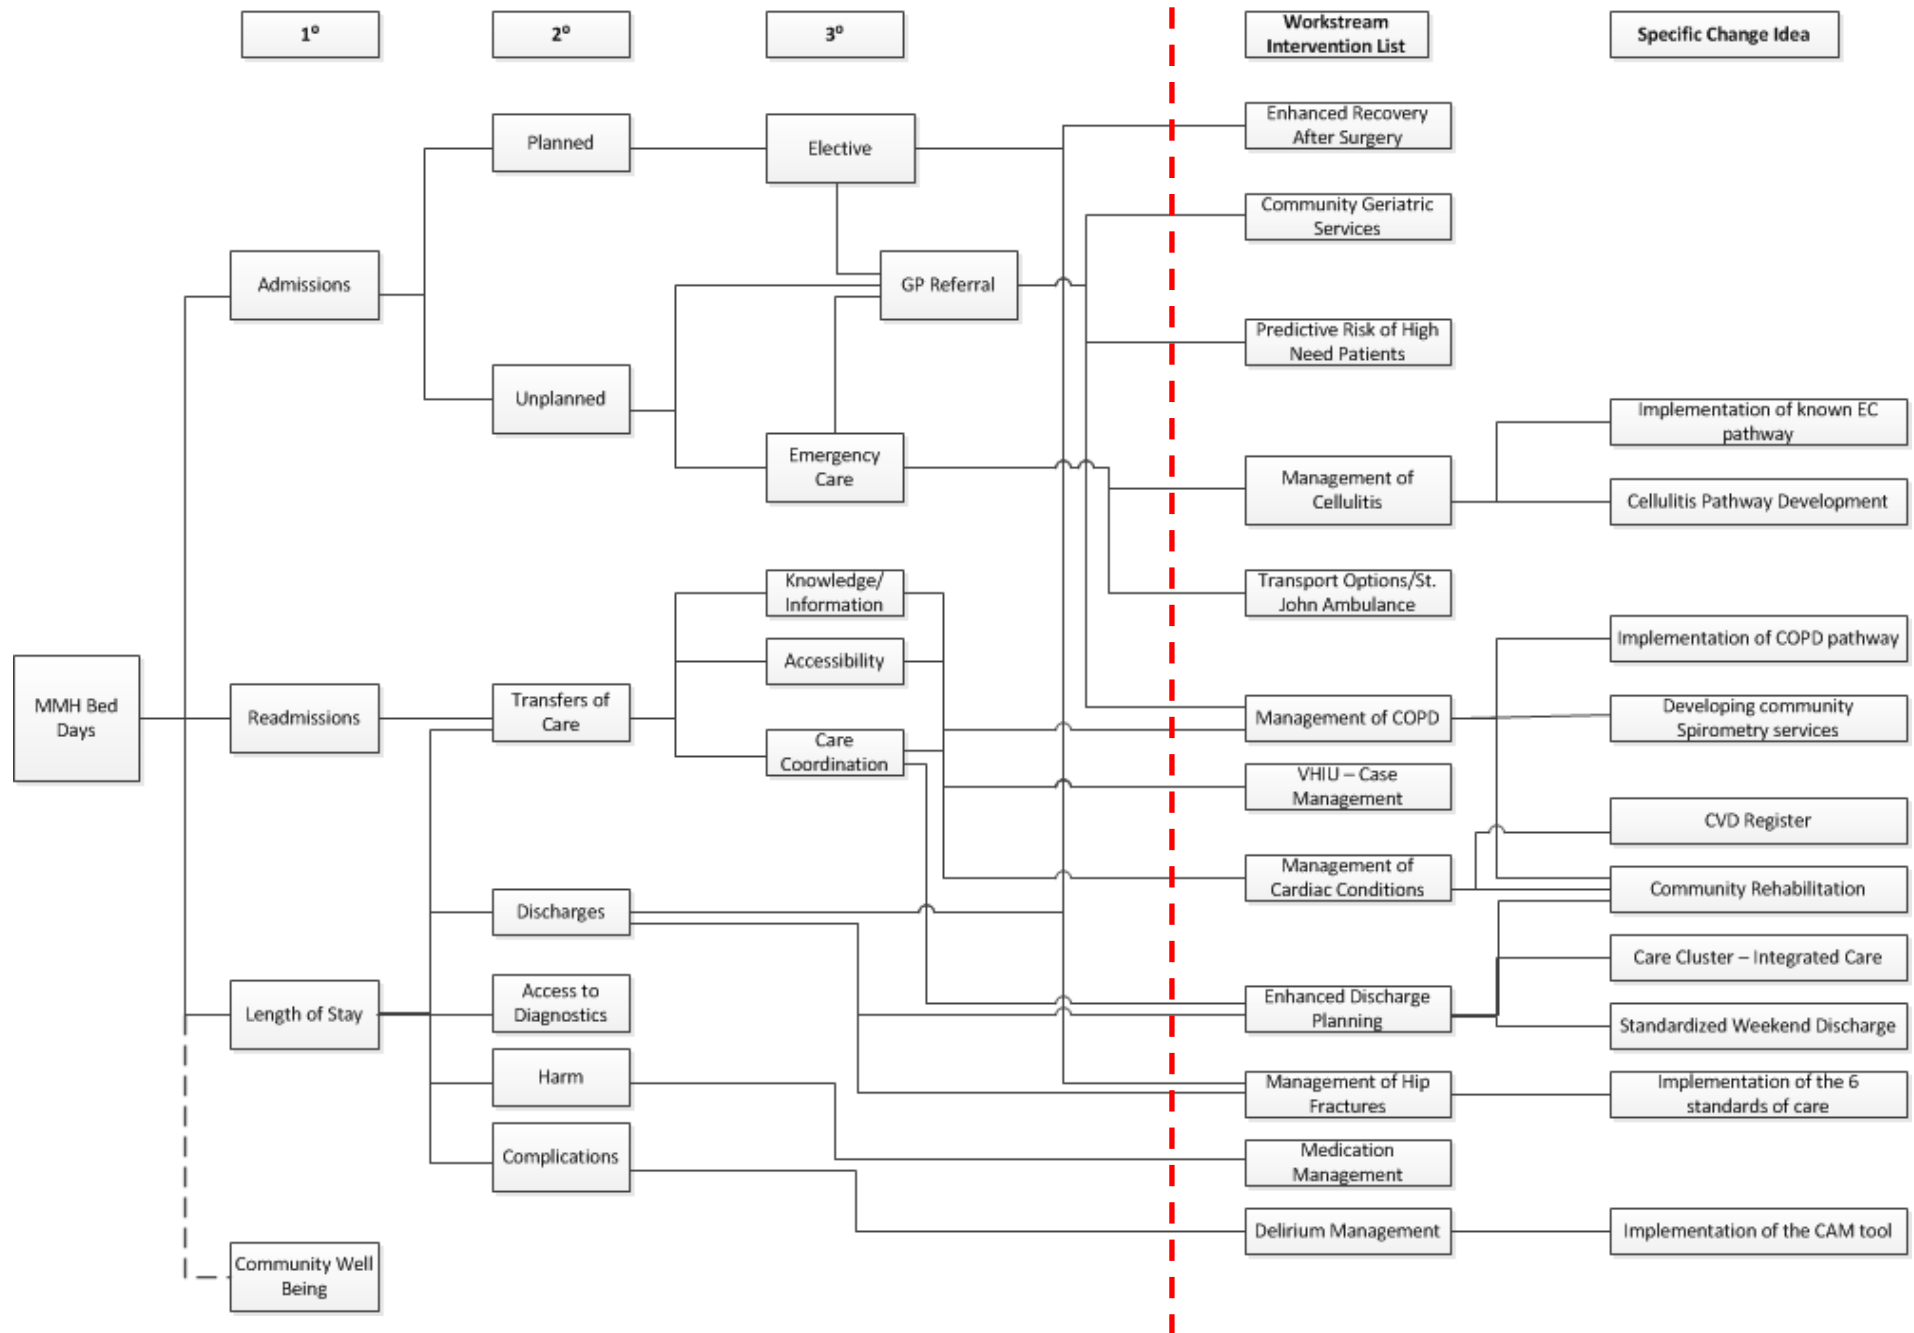 1º
2º
3º
Workstream
Intervention List
Specific Change Idea
Planned
Elective
Enhanced Recovery
After Surgery
Community Geriatric
Services
Admissions
GP Referral
Predictive Risk of High
Need Patients
Unplanned
Emergency
Care
Management of
Cellulitis
Implementation of known EC
pathway
Cellulitis Pathway Development
Knowledge/
Information
Transport Options/St.
John Ambulance
Accessibility
Implementation of COPD pathway
MMH Bed
Days
Readmissions
Transfers of
Care
Care
Coordination
Management of COPD
Developing community
Spirometry services
VHIU – Case
Management
CVD Register
Management of
Cardiac Conditions
Community Rehabilitation
Discharges
Care Cluster – Integrated Care
Length of Stay
Access to
Diagnostics
Enhanced Discharge
Planning
Standardized Weekend Discharge
Harm
Management of Hip
Fractures
Implementation of the 6
standards of care
Complications
Medication
Management
Delirium Management
Implementation of the CAM tool
Community Well
Being